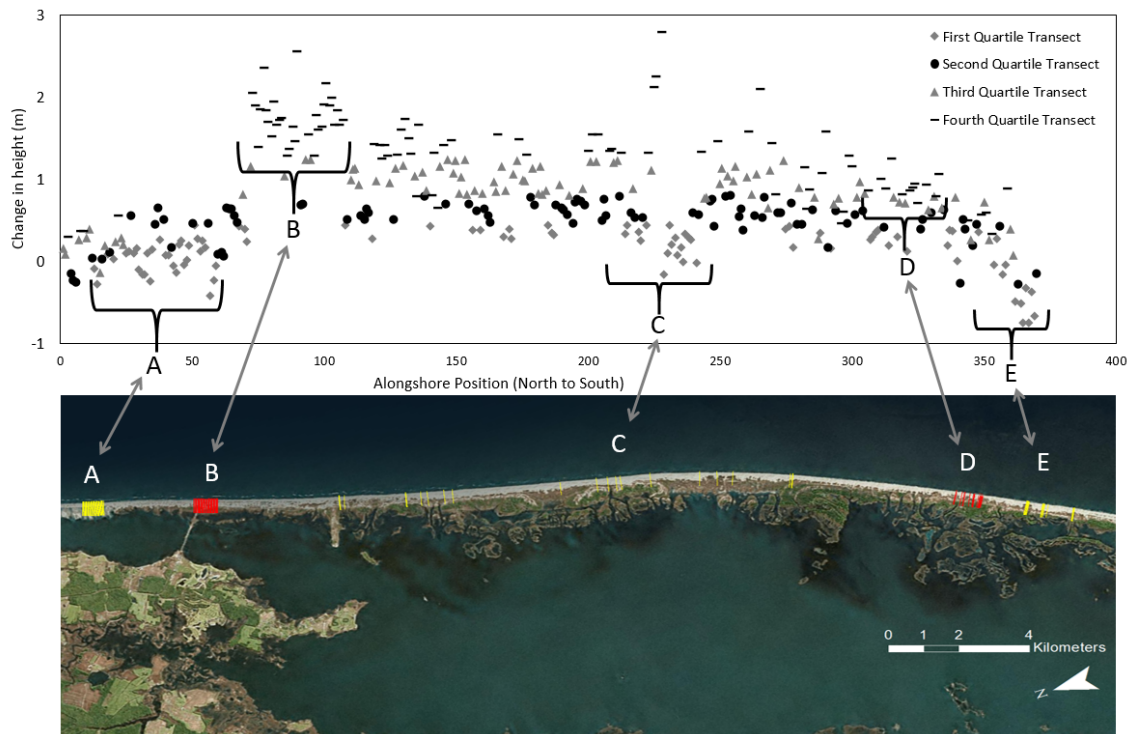 3
2
1
0
-1
Change in height (m)
First Quartile Transect
Second Quartile Transect
Third Quartile Transect
Fourth Quartile Transect
A
B
C
D
E
0 50 100 150 200 250 300 350 400
Alongshore Position (North to South)
A
B
C
D
E
0 1 2 4
Kilometers
N